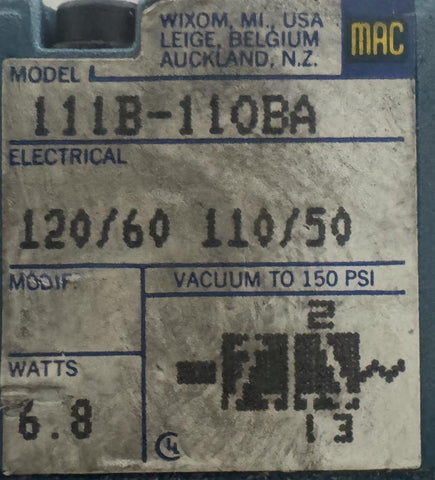 WIXOM, MI., USA
LEIGE, BELGIUM
AUCKLAND, N.Z.
MAC
MODEL
111B-110BA
ELECTRICAL
120/60 110/50
MODIF.
VACUUM TO 150 PSI
2
WATTS
6.8
1 3